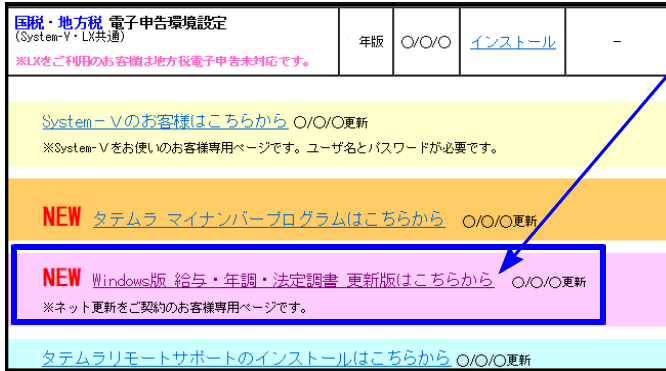 国税・地方税 電子申告環境設定
(System-V・LX共通)
※LXをご利用のお客様は地方税電子申告未対応です。
年版 〇/〇/〇 インストール －
System－Vのお客様はこちらから 〇/〇/〇更新
※System-Vをお使いのお客様専用ページです。ユーザ名とパスワードが必要です。
NEW タテムラ マイナンバープログラムはこちらから 〇/〇/〇更新
NEW Windows版 給与・年調・法定調書 更新版はこちらから 〇/〇/〇更新
※ネット更新をご契約のお客様専用ページです。
タテムラリモートサポートのインストールはこちらから 〇/〇/〇更新